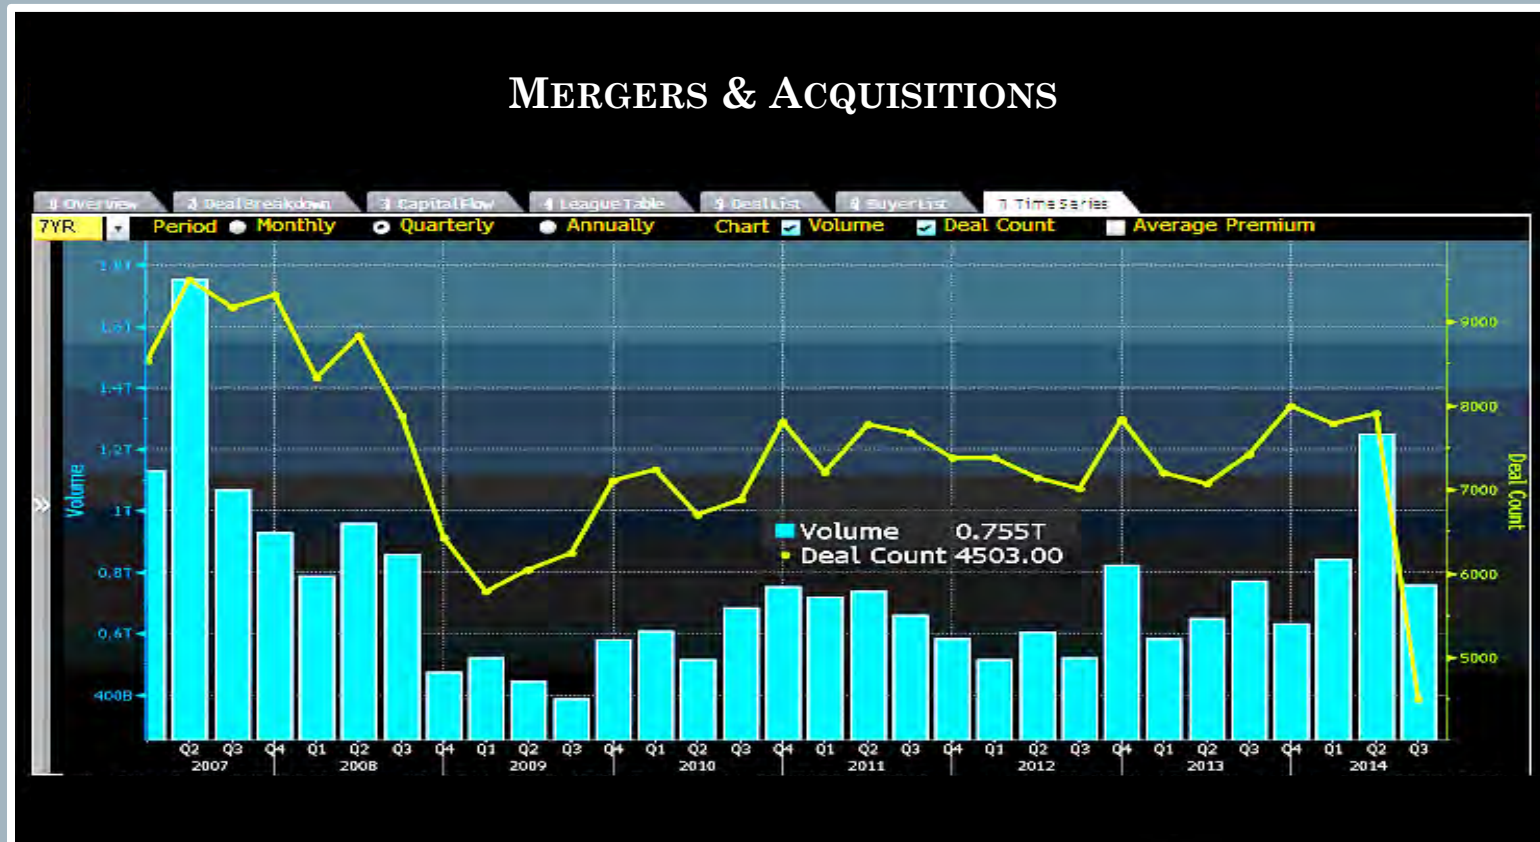 MERGERS & ACQUISITIONS
1 Overview 2 Deal Breakdown 3 Capital Flow 4 League Table 5 Deal List 6 Buyer List 7 Time Series
7YR Period Monthly Quarterly Annually Chart Volume Deal Count Average Premium
1.8T
1.6T
1.4T
1.2T
1T
0.8T
0.6T
400B
Volume
9000
8000
7000
6000
5000
Deal Count
Volume 0.755T
Deal Count 4503.00
Q2 Q3 Q4 Q1 Q2 Q3 Q4 Q1 Q2 Q3 Q4 Q1 Q2 Q3 Q4 Q1 Q2 Q3 Q4 Q1 Q2 Q3 Q4 Q1 Q2 Q3 Q4 Q1 Q2 Q3
2007 2008 2009 2010 2011 2012 2013 2014